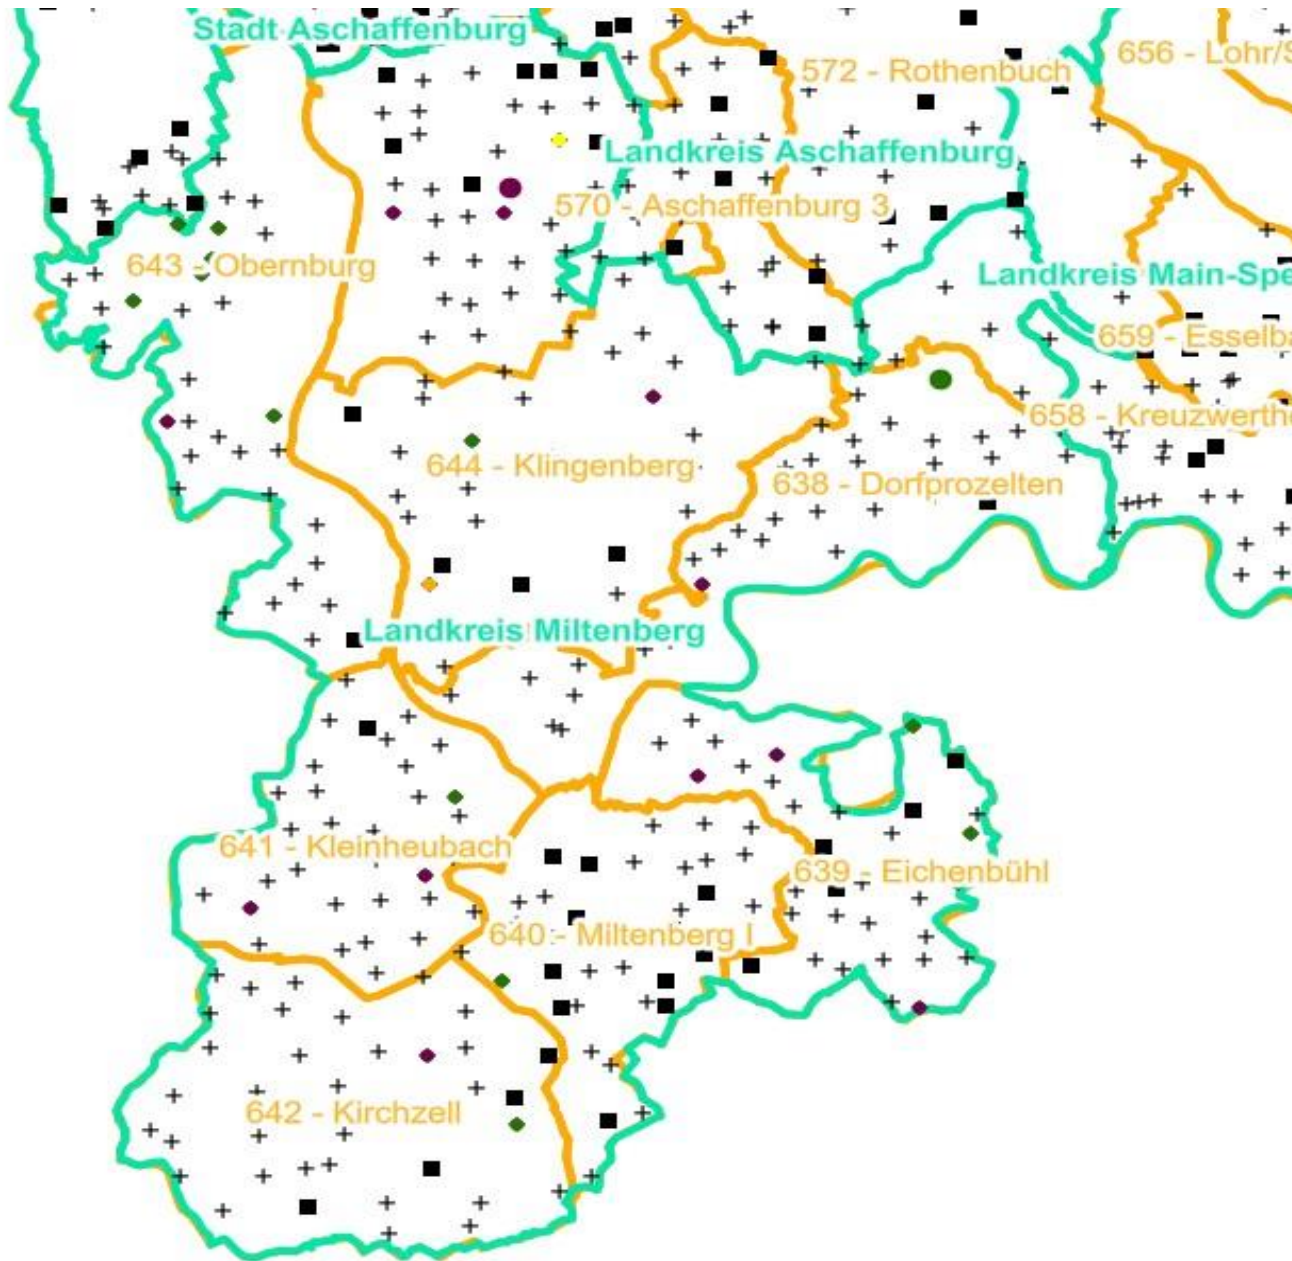 Stadt Aschaffenburg
656 - Lohr/S
572 - Rothenbuch
Landkreis Aschaffenburg
570 - Aschaffenburg 3
643 - Obernburg
Landkreis Main-Spe
659 - Esselba
658 - Kreuzwerthe
644 - Klingenberg
638 - Dorfprozelten
Landkreis Miltenberg
641 - Kleinheubach
639 - Eichenbühl
640 - Miltenberg I
642 - Kirchzell